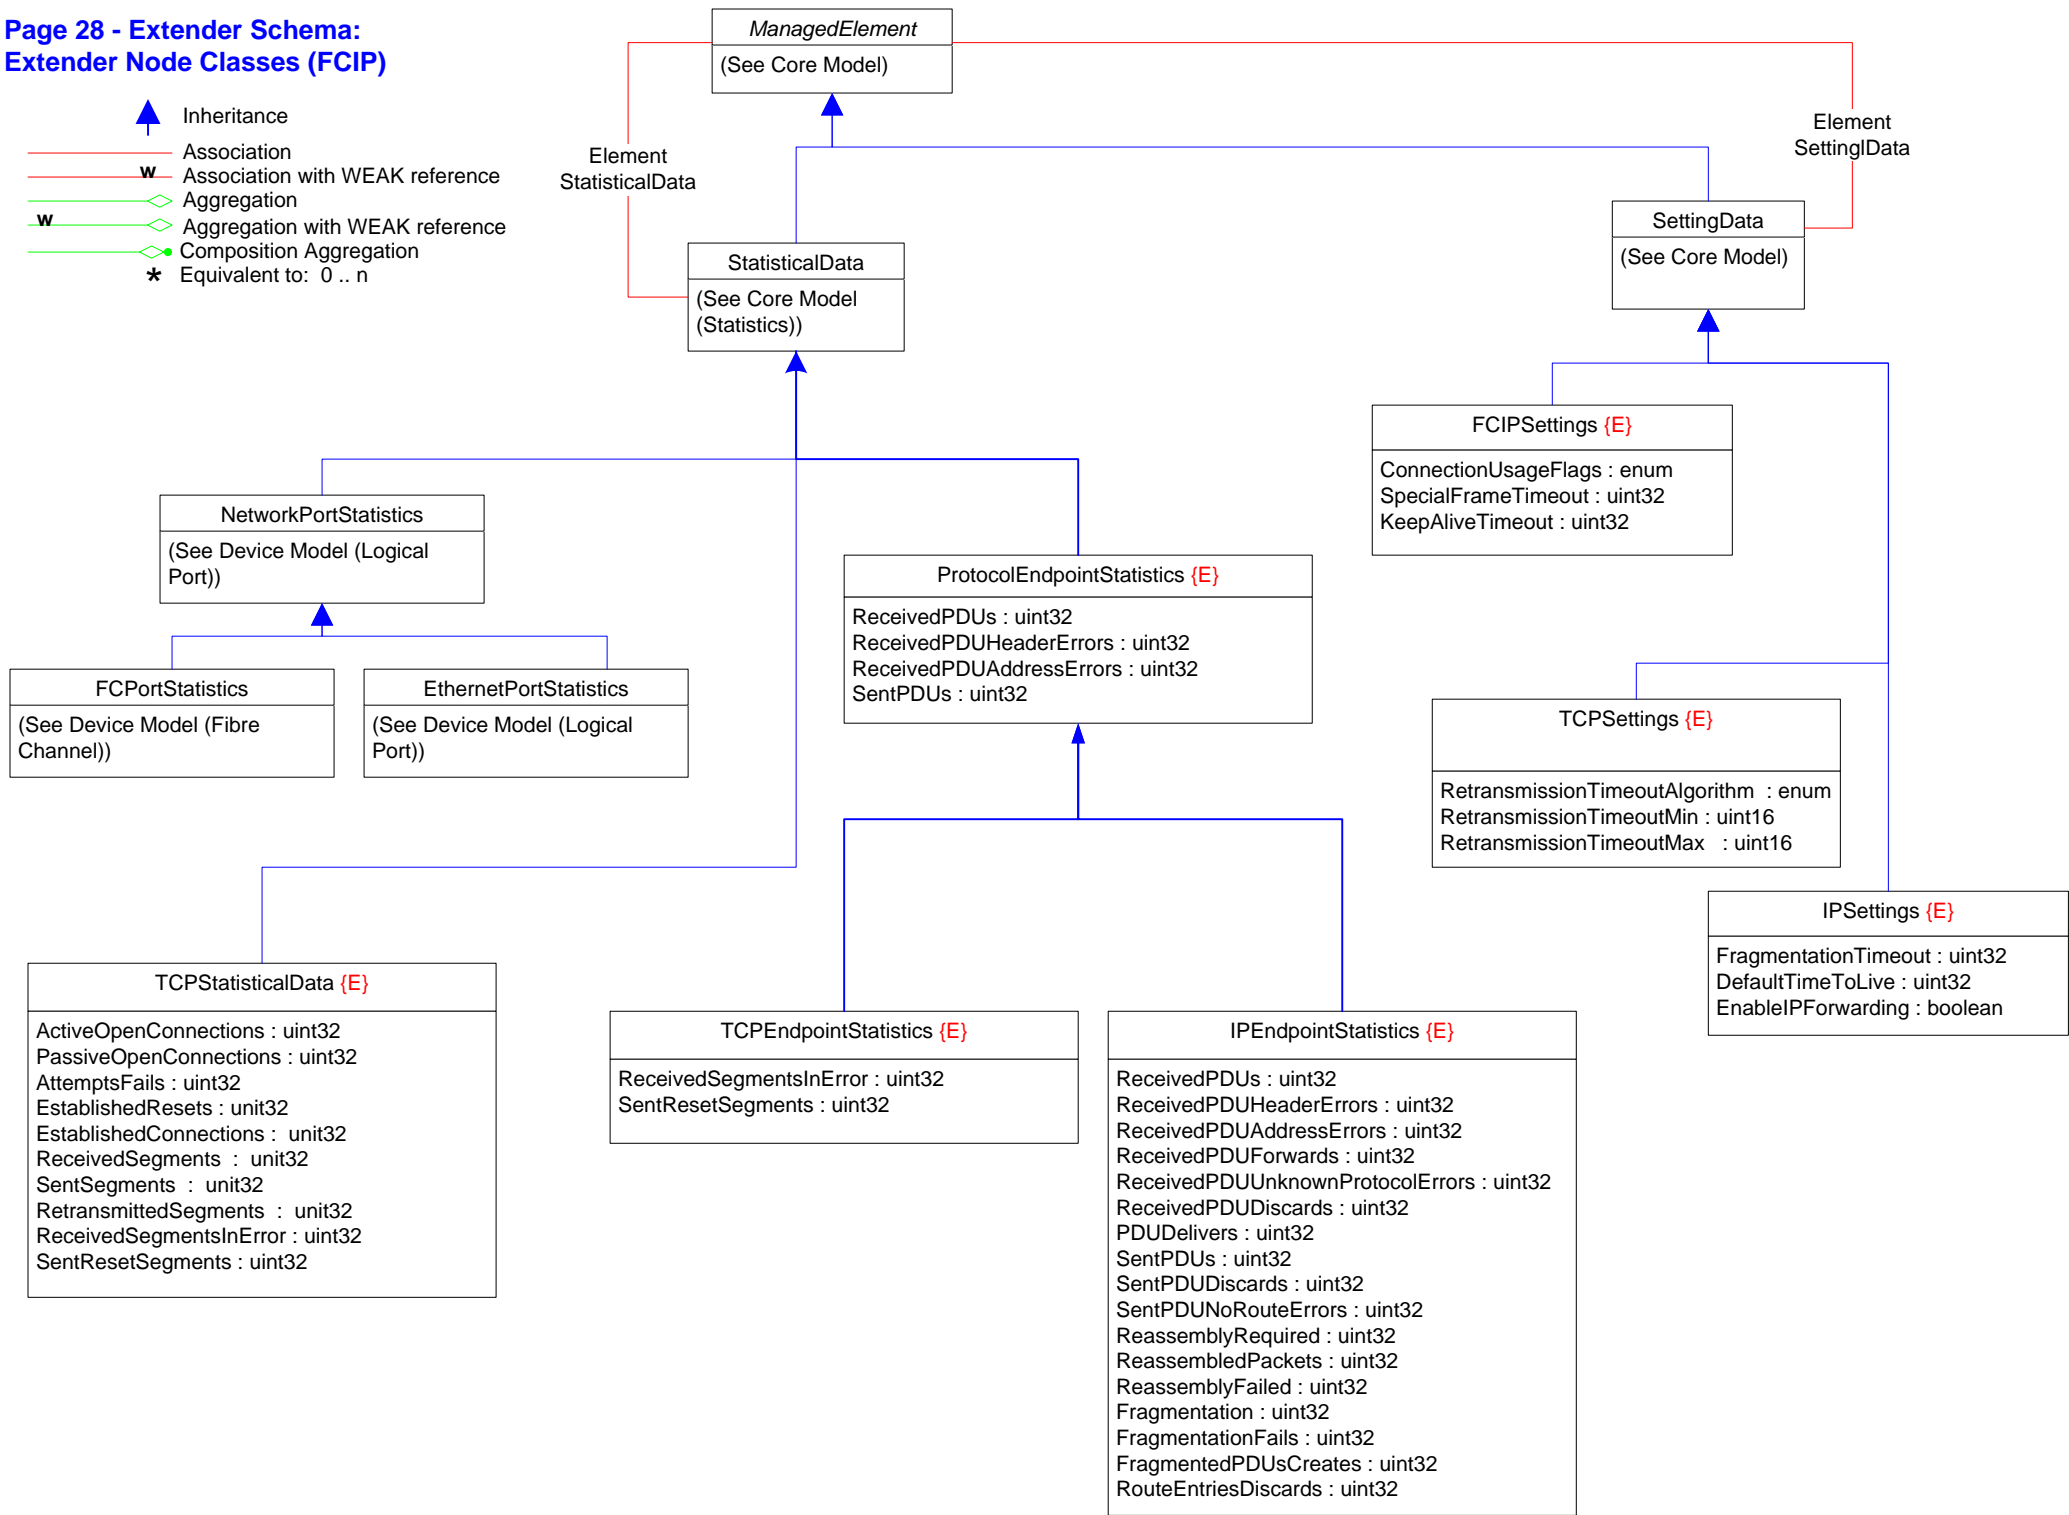 Page 28 - Extender Schema:
Extender Node Classes (FCIP)
Inheritance
Association
w Association with WEAK reference
Aggregation
w Aggregation with WEAK reference
Composition Aggregation
* Equivalent to: 0 .. n
ManagedElement
(See Core Model)
Element
StatisticalData
Element
SettinglData
StatisticalData
(See Core Model
(Statistics))
SettingData
(See Core Model)
NetworkPortStatistics
(See Device Model (Logical
Port))
FCPortStatistics
(See Device Model (Fibre
Channel))
EthernetPortStatistics
(See Device Model (Logical
Port))
ProtocolEndpointStatistics {E}
ReceivedPDUs : uint32
ReceivedPDUHeaderErrors : uint32
ReceivedPDUAddressErrors : uint32
SentPDUs : uint32
FCIPSettings {E}
ConnectionUsageFlags : enum
SpecialFrameTimeout : uint32
KeepAliveTimeout : uint32
TCPSettings {E}
RetransmissionTimeoutAlgorithm : enum
RetransmissionTimeoutMin : uint16
RetransmissionTimeoutMax : uint16
IPSettings {E}
FragmentationTimeout : uint32
DefaultTimeToLive : uint32
EnableIPForwarding : boolean
TCPStatisticalData {E}
ActiveOpenConnections : uint32
PassiveOpenConnections : uint32
AttemptsFails : uint32
EstablishedResets : unit32
EstablishedConnections : unit32
ReceivedSegments : unit32
SentSegments : unit32
RetransmittedSegments : unit32
ReceivedSegmentsInError : uint32
SentResetSegments : uint32
TCPEndpointStatistics {E}
ReceivedSegmentsInError : uint32
SentResetSegments : uint32
IPEndpointStatistics {E}
ReceivedPDUs : uint32
ReceivedPDUHeaderErrors : uint32
ReceivedPDUAddressErrors : uint32
ReceivedPDUForwards : uint32
ReceivedPDUUnknownProtocolErrors : uint32
ReceivedPDUDiscards : uint32
PDUDelivers : uint32
SentPDUs : uint32
SentPDUDiscards : uint32
SentPDUNoRouteErrors : uint32
ReassemblyRequired : uint32
ReassembledPackets : uint32
ReassemblyFailed : uint32
Fragmentation : uint32
FragmentationFails : uint32
FragmentedPDUsCreates : uint32
RouteEntriesDiscards : uint32